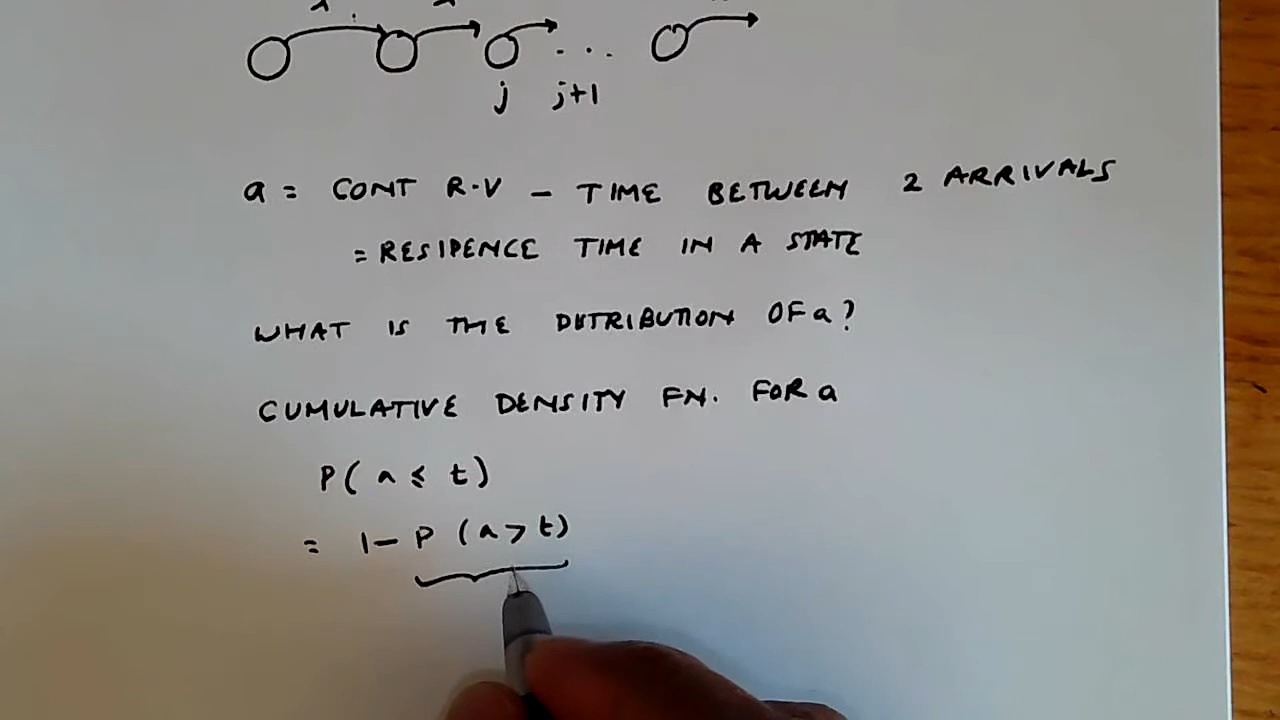 j j+1
a = CONT R.V – TIME BETWEEN 2 ARRIVALS
= RESIDENCE TIME IN A STATE
WHAT IS THE DISTRIBUTION OF a?
CUMULATIVE DENSITY FN. FOR a
P(a ≤ t)
= 1 – P (a > t)